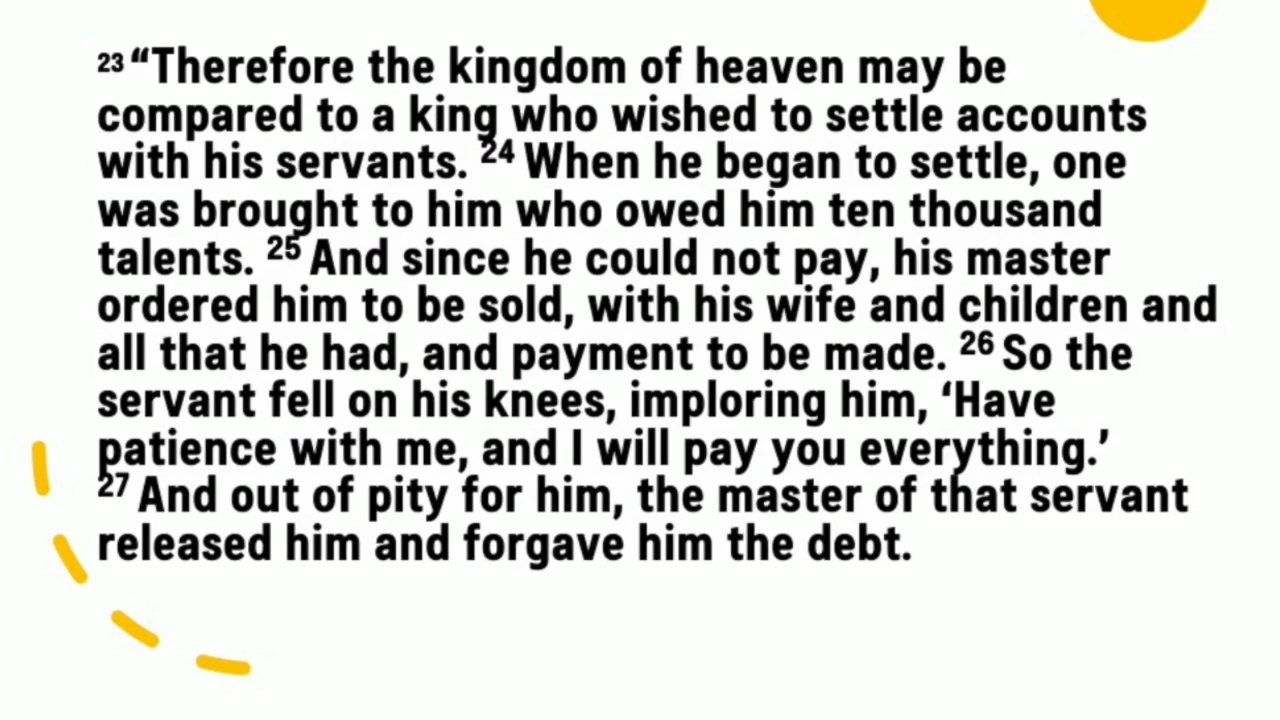 23 “Therefore the kingdom of heaven may be
compared to a king who wished to settle accounts
with his servants. 24 When he began to settle, one
was brought to him who owed him ten thousand
talents. 25 And since he could not pay, his master
ordered him to be sold, with his wife and children and
all that he had, and payment to be made. 26 So the
servant fell on his knees, imploring him, ‘Have
patience with me, and I will pay you everything.’
27 And out of pity for him, the master of that servant
released him and forgave him the debt.